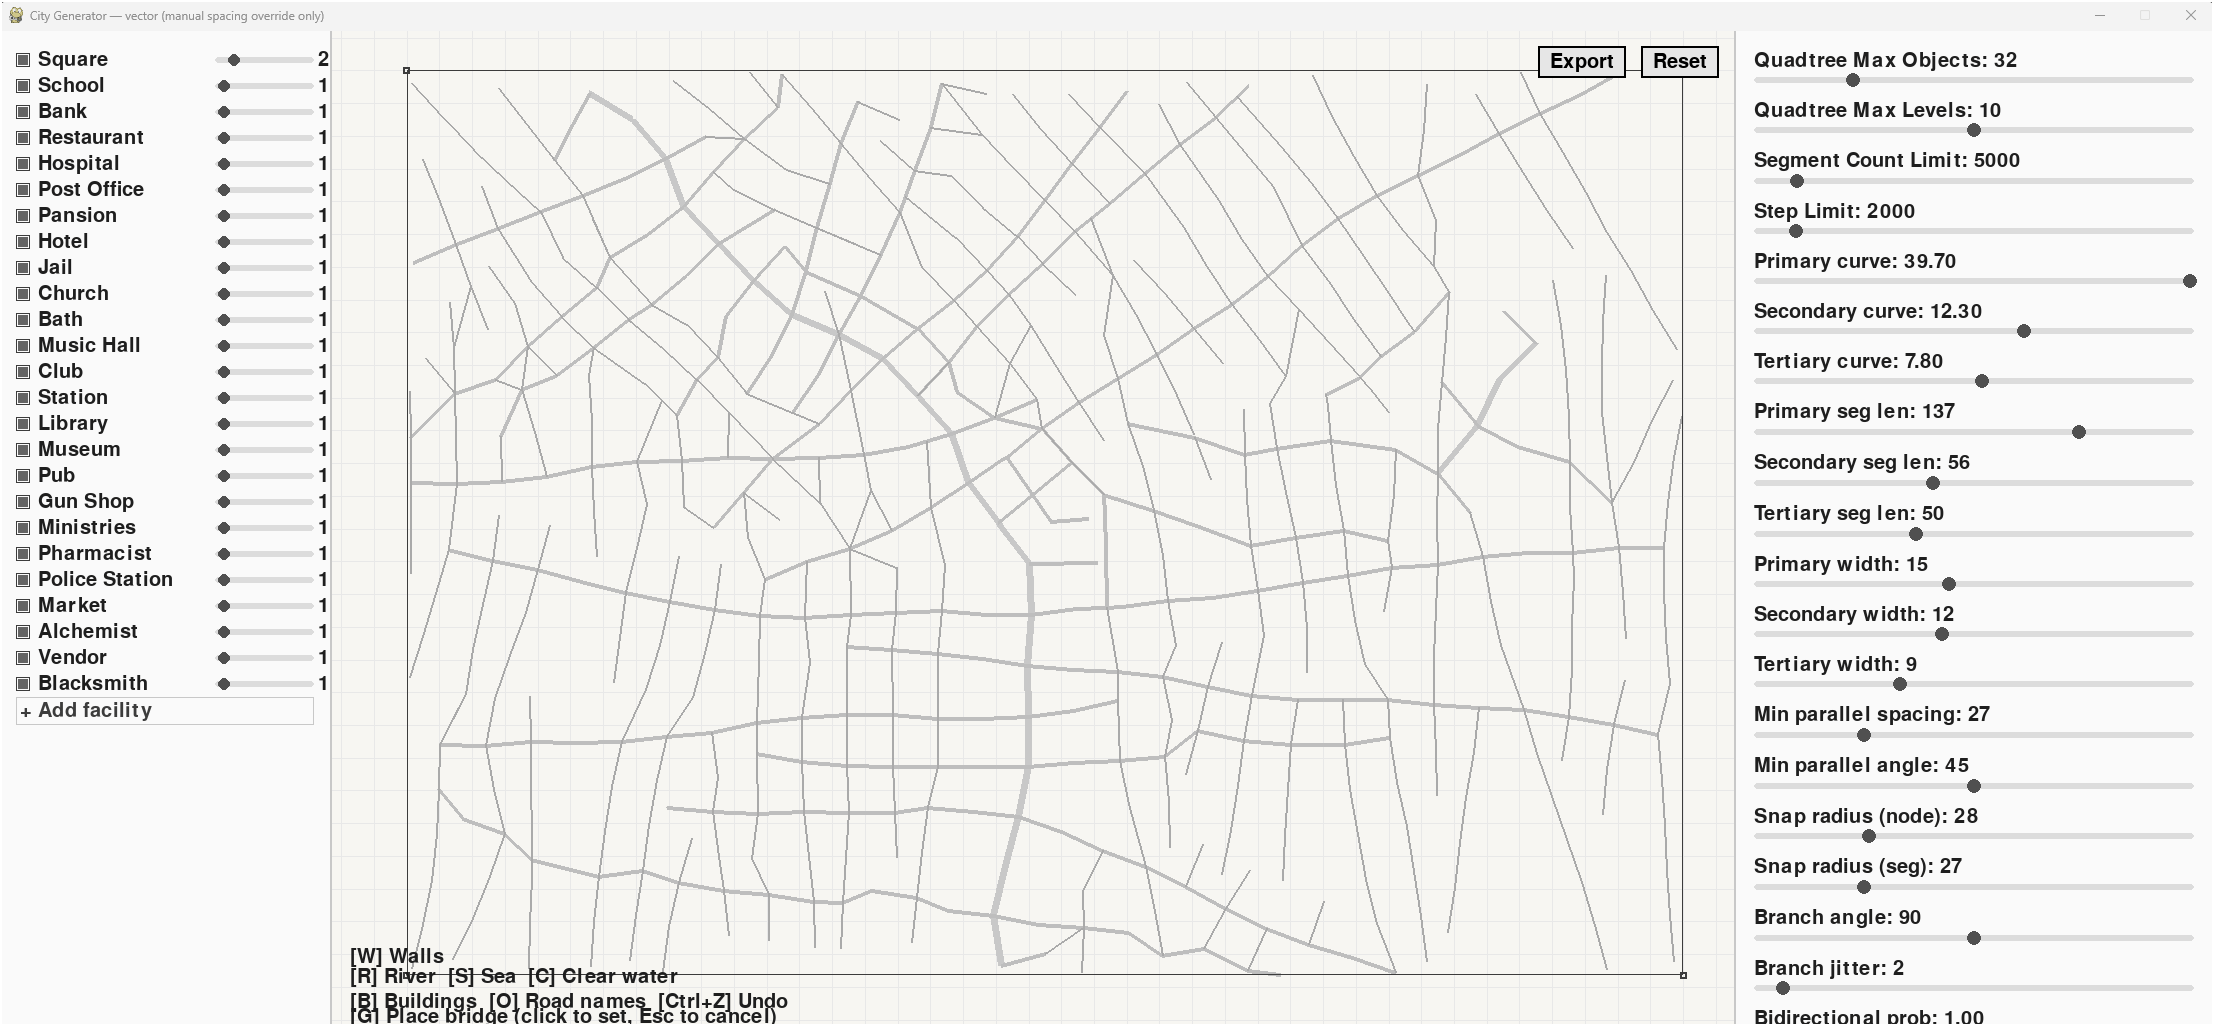 City Generator — vector (manual spacing override only)
Square 2
School 1
Bank 1
Restaurant 1
Hospital 1
Post Office 1
Pansion 1
Hotel 1
Jail 1
Church 1
Bath 1
Music Hall 1
Club 1
Station 1
Library 1
Museum 1
Pub 1
Gun Shop 1
Ministries 1
Pharmacist 1
Police Station 1
Market 1
Alchemist 1
Vendor 1
Blacksmith 1
+ Add facility
Export Reset
[W] Walls
[R] River [S] Sea [C] Clear water
[B] Buildings [O] Road names [Ctrl+Z] Undo
[G] Place bridge (click to set, Esc to cancel)
Quadtree Max Objects: 32
Quadtree Max Levels: 10
Segment Count Limit: 5000
Step Limit: 2000
Primary curve: 39.70
Secondary curve: 12.30
Tertiary curve: 7.80
Primary seg len: 137
Secondary seg len: 56
Tertiary seg len: 50
Primary width: 15
Secondary width: 12
Tertiary width: 9
Min parallel spacing: 27
Min parallel angle: 45
Snap radius (node): 28
Snap radius (seg): 27
Branch angle: 90
Branch jitter: 2
Bidirectional prob: 1.00